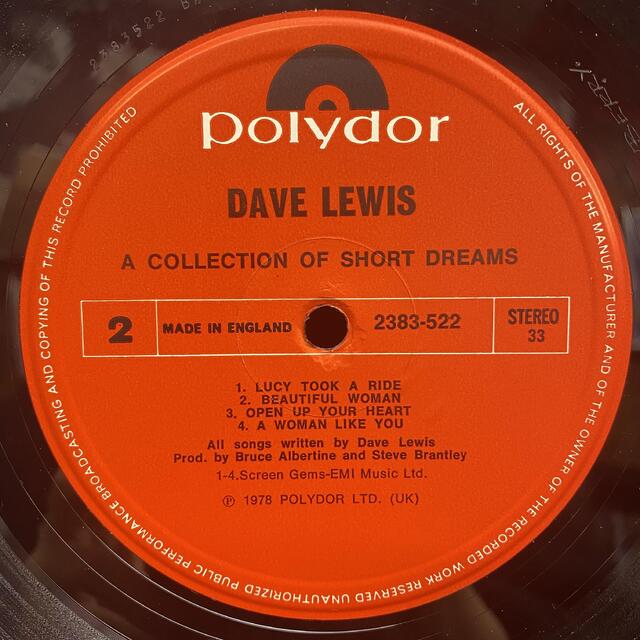 polydor
DAVE LEWIS
A COLLECTION OF SHORT DREAMS
2
MADE IN ENGLAND
2383-522
STEREO
33
1. LUCY TOOK A RIDE
2. BEAUTIFUL WOMAN
3. OPEN UP YOUR HEART
4. A WOMAN LIKE YOU
All songs written by Dave Lewis
Prod. by Bruce Albertine and Steve Brantley
1-4.Screen Gems-EMI Music Ltd.
℗ 1978 POLYDOR LTD. (UK)
ALL RIGHTS OF THE MANUFACTURER AND OF THE OWNER OF THE RECORDED WORK RESERVED UNAUTHORIZED PUBLIC PERFORMANCE BROADCASTING AND COPYING OF THIS RECORD PROHIBITED
2383522